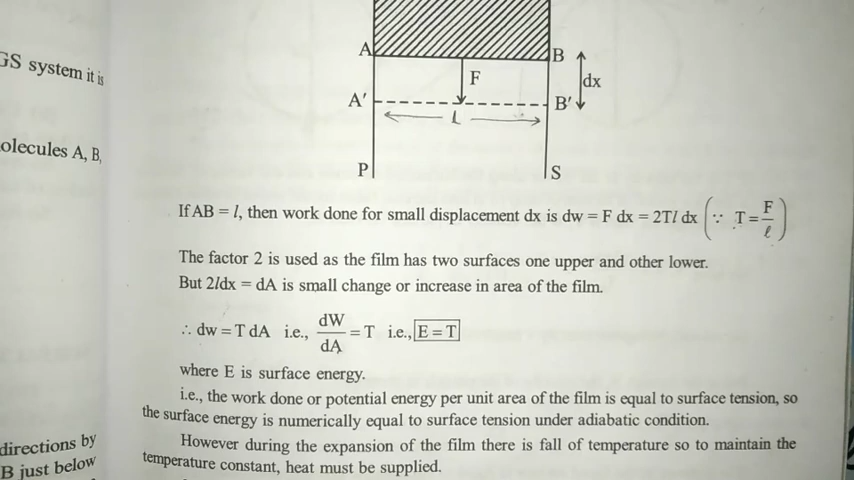 GS system it is
olecules A, B,
directions by
B just below
A
B
F
dx
A′
B′
l
P
S
If AB = l, then work done for small displacement dx is dw = F dx = 2Tl dx (∵ T = F/ℓ)
The factor 2 is used as the film has two surfaces one upper and other lower.
But 2ldx = dA is small change or increase in area of the film.
∴ dw = T dA i.e., dW/dA = T i.e., E = T
where E is surface energy.
i.e., the work done or potential energy per unit area of the film is equal to surface tension, so
the surface energy is numerically equal to surface tension under adiabatic condition.
However during the expansion of the film there is fall of temperature so to maintain the
temperature constant, heat must be supplied.